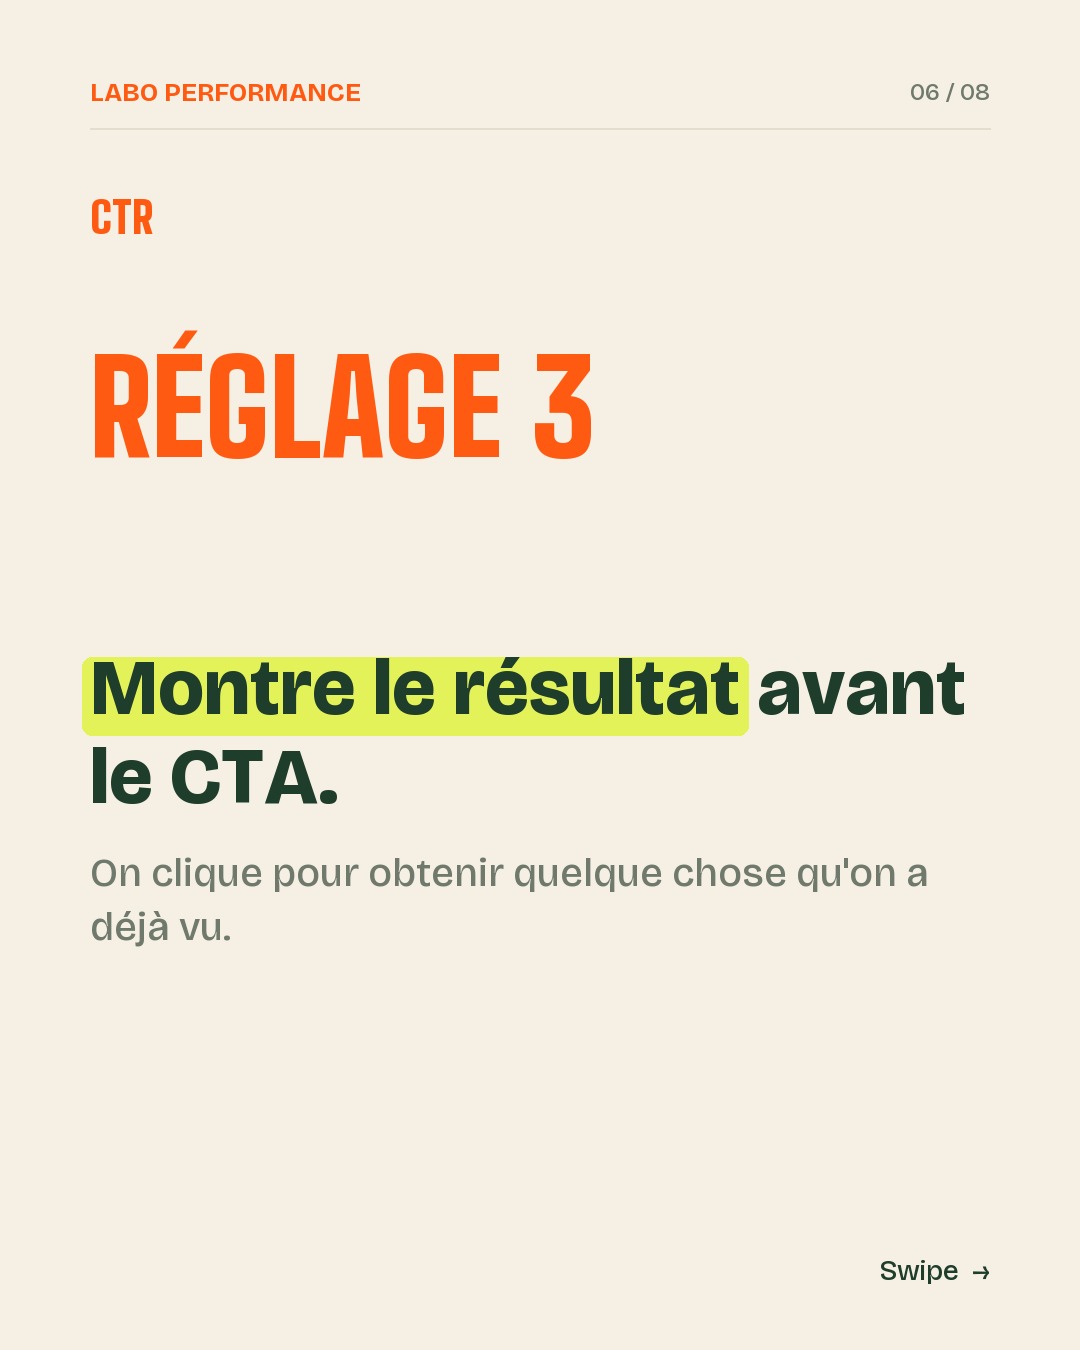 LABO PERFORMANCE
06 / 08
CTR
RÉGLAGE 3
Montre le résultat avant
le CTA.
On clique pour obtenir quelque chose qu'on a
déjà vu.
Swipe →